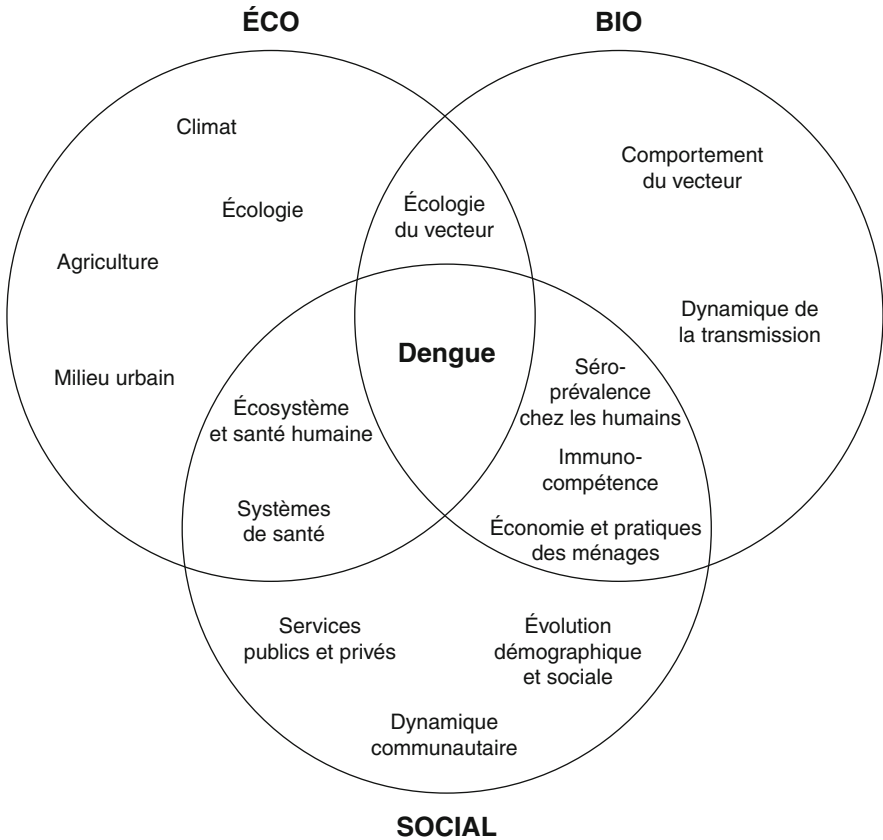 ÉCO
BIO
Climat
Écologie
Agriculture
Milieu urbain
Écologie
du vecteur
Comportement
du vecteur
Dynamique de
la transmission
Dengue
Écosystème
et santé humaine
Systèmes
de santé
Séro-
prévalence
chez les humains
Immuno-
compétence
Économie et pratiques
des ménages
Services
publics et privés
Évolution
démographique
et sociale
Dynamique
communautaire
SOCIAL